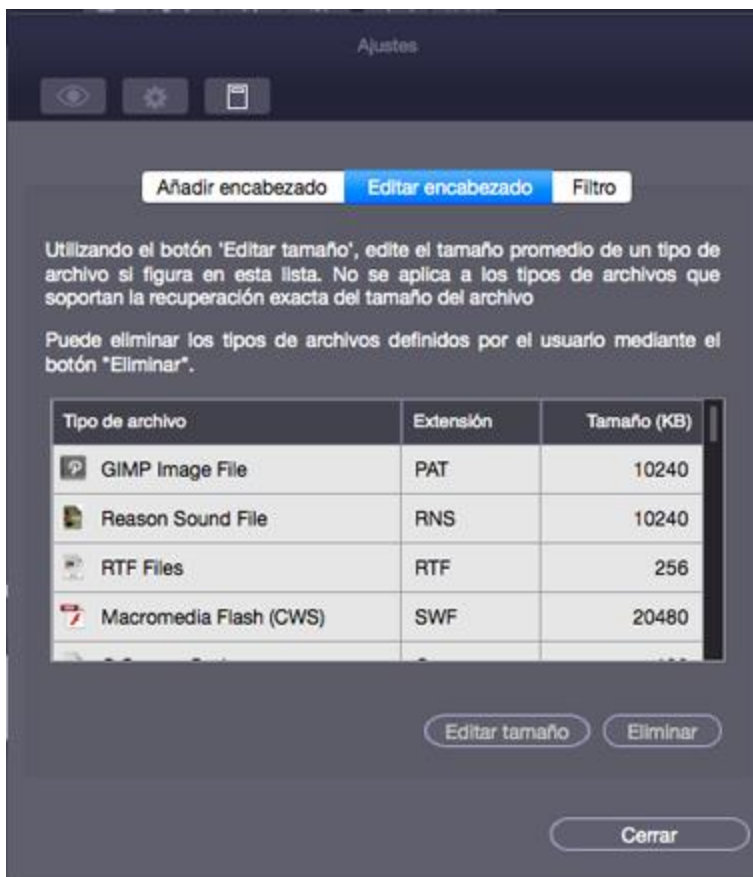 Ajustes
Añadir encabezado Editar encabezado Filtro
Utilizando el botón 'Editar tamaño', edite el tamaño promedio de un tipo de
archivo si figura en esta lista. No se aplica a los tipos de archivos que
soportan la recuperación exacta del tamaño del archivo
Puede eliminar los tipos de archivos definidos por el usuario mediante el
botón "Eliminar".
Tipo de archivo Extensión Tamaño (KB)
GIMP Image File PAT 10240
Reason Sound File RNS 10240
RTF Files RTF 256
Macromedia Flash (CWS) SWF 20480
Editar tamaño Eliminar
Cerrar